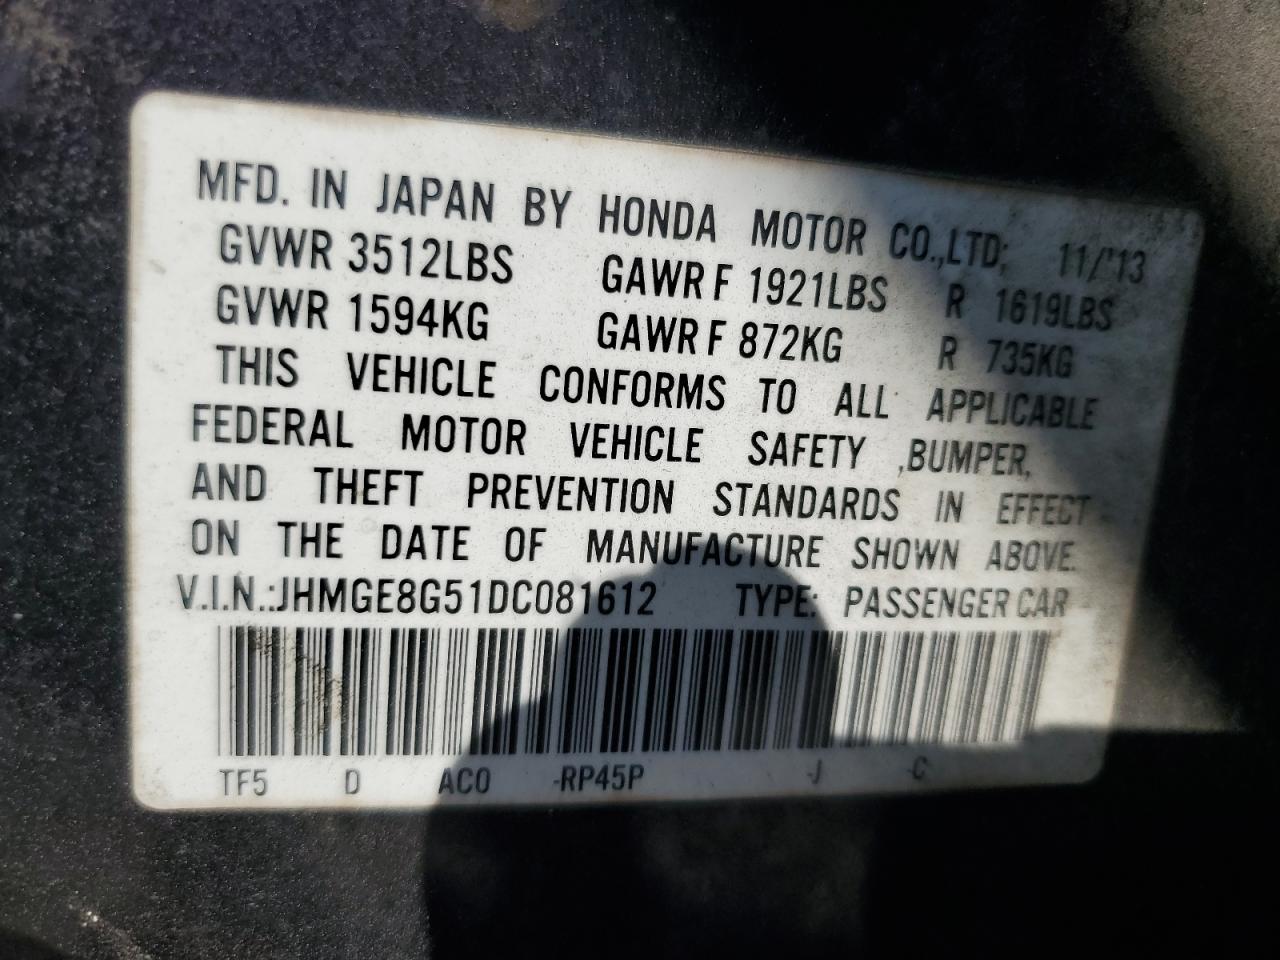 MFD. IN JAPAN BY HONDA MOTOR CO.,LTD; 11/'13
GVWR 3512LBS GAWR F 1921LBS R 1619LBS
GVWR 1594KG GAWR F 872KG R 735KG
THIS VEHICLE CONFORMS TO ALL APPLICABLE
FEDERAL MOTOR VEHICLE SAFETY ,BUMPER,
AND THEFT PREVENTION STANDARDS IN EFFECT
ON THE DATE OF MANUFACTURE SHOWN ABOVE.
V.I.N.:JHMGE8G51DC081612 TYPE: PASSENGER CAR
TF5 D AC0 -RP45P -J -C